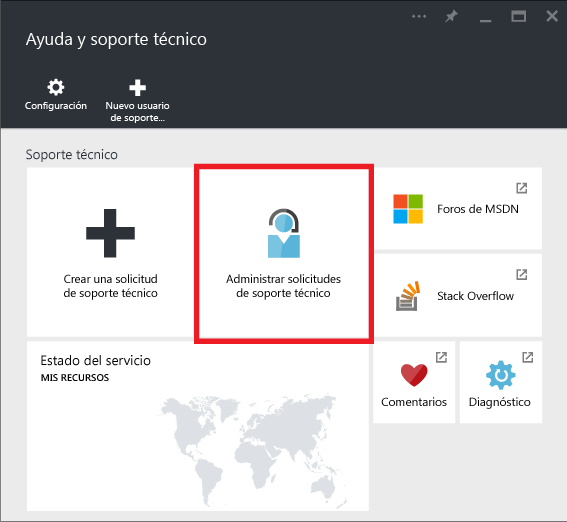 Ayuda y soporte técnico
Configuración
Nuevo usuario
de soporte...
Soporte técnico
Crear una solicitud
de soporte técnico
Administrar solicitudes
de soporte técnico
Foros de MSDN
Stack Overflow
Estado del servicio
MIS RECURSOS
Comentarios
Diagnóstico